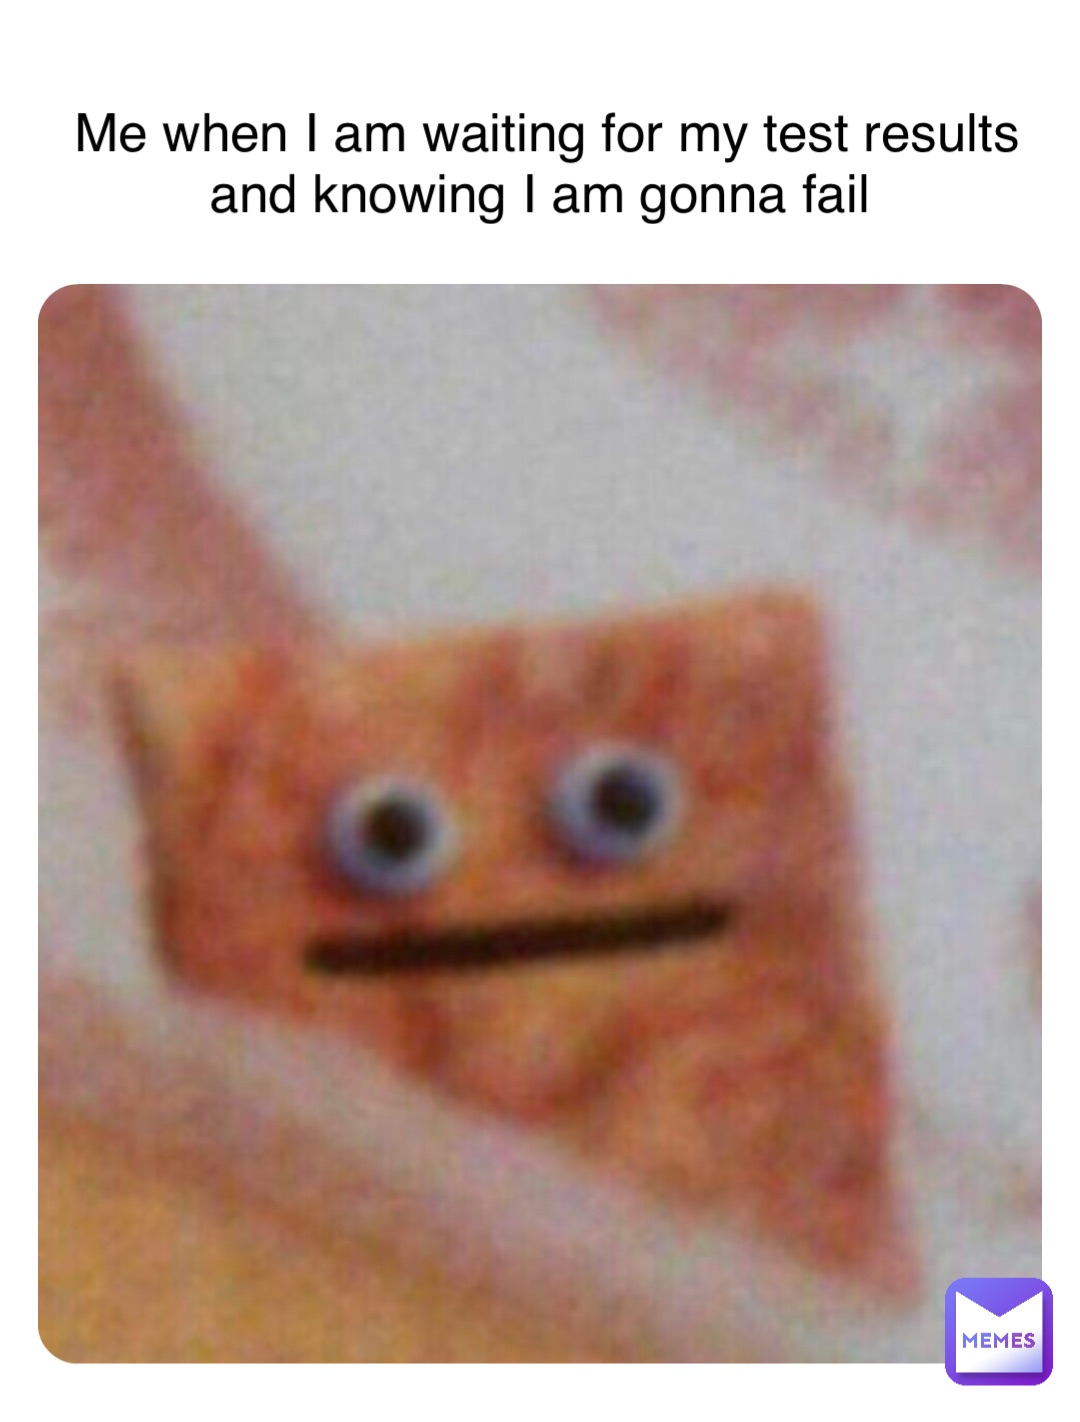 Me when I am waiting for my test results
and knowing I am gonna fail
MEMES